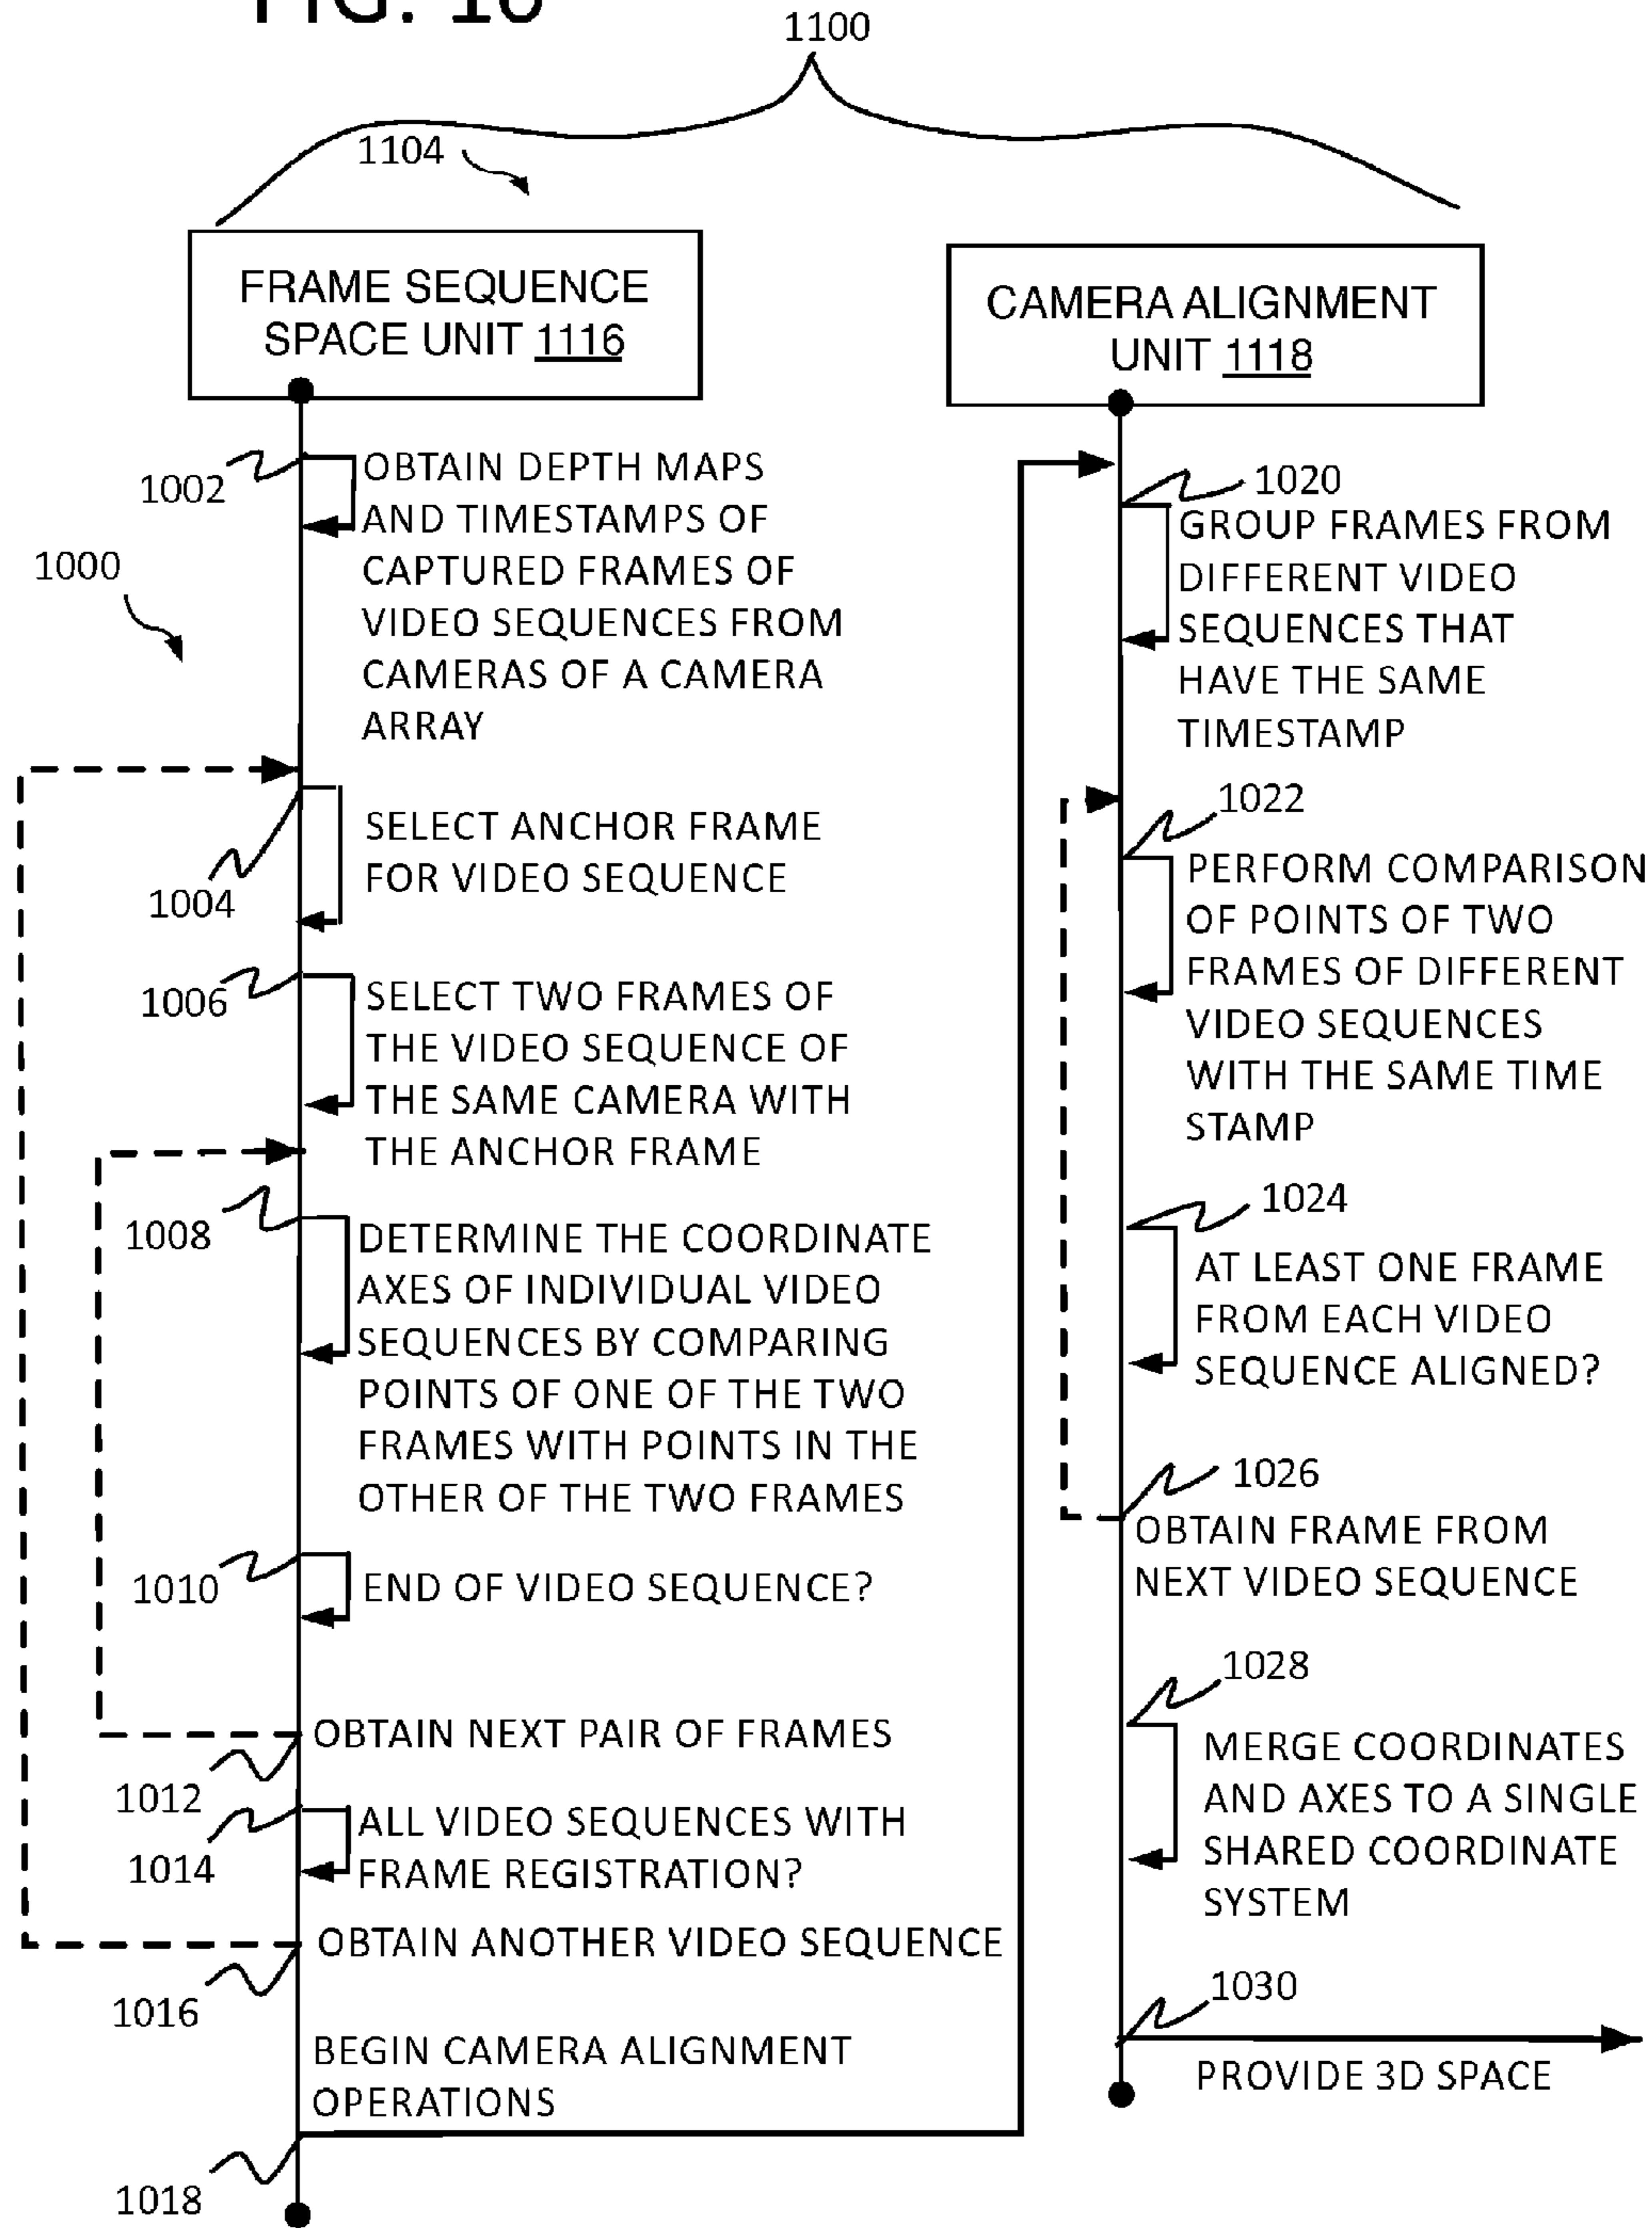 FIG. 10
1100
1104
FRAME SEQUENCE
SPACE UNIT 1116
1002
OBTAIN DEPTH MAPS
AND TIMESTAMPS OF
CAPTURED FRAMES OF
VIDEO SEQUENCES FROM
CAMERAS OF A CAMERA
ARRAY
1000
1004
SELECT ANCHOR FRAME
FOR VIDEO SEQUENCE
1006
SELECT TWO FRAMES OF
THE VIDEO SEQUENCE OF
THE SAME CAMERA WITH
THE ANCHOR FRAME
1008
DETERMINE THE COORDINATE
AXES OF INDIVIDUAL VIDEO
SEQUENCES BY COMPARING
POINTS OF ONE OF THE TWO
FRAMES WITH POINTS IN THE
OTHER OF THE TWO FRAMES
1010
END OF VIDEO SEQUENCE?
OBTAIN NEXT PAIR OF FRAMES
1012
1014
ALL VIDEO SEQUENCES WITH
FRAME REGISTRATION?
OBTAIN ANOTHER VIDEO SEQUENCE
1016
BEGIN CAMERA ALIGNMENT
OPERATIONS
1018
CAMERA ALIGNMENT
UNIT 1118
1020
GROUP FRAMES FROM
DIFFERENT VIDEO
SEQUENCES THAT
HAVE THE SAME
TIMESTAMP
1022
PERFORM COMPARISON
OF POINTS OF TWO
FRAMES OF DIFFERENT
VIDEO SEQUENCES
WITH THE SAME TIME
STAMP
1024
AT LEAST ONE FRAME
FROM EACH VIDEO
SEQUENCE ALIGNED?
1026
OBTAIN FRAME FROM
NEXT VIDEO SEQUENCE
1028
MERGE COORDINATES
AND AXES TO A SINGLE
SHARED COORDINATE
SYSTEM
1030
PROVIDE 3D SPACE